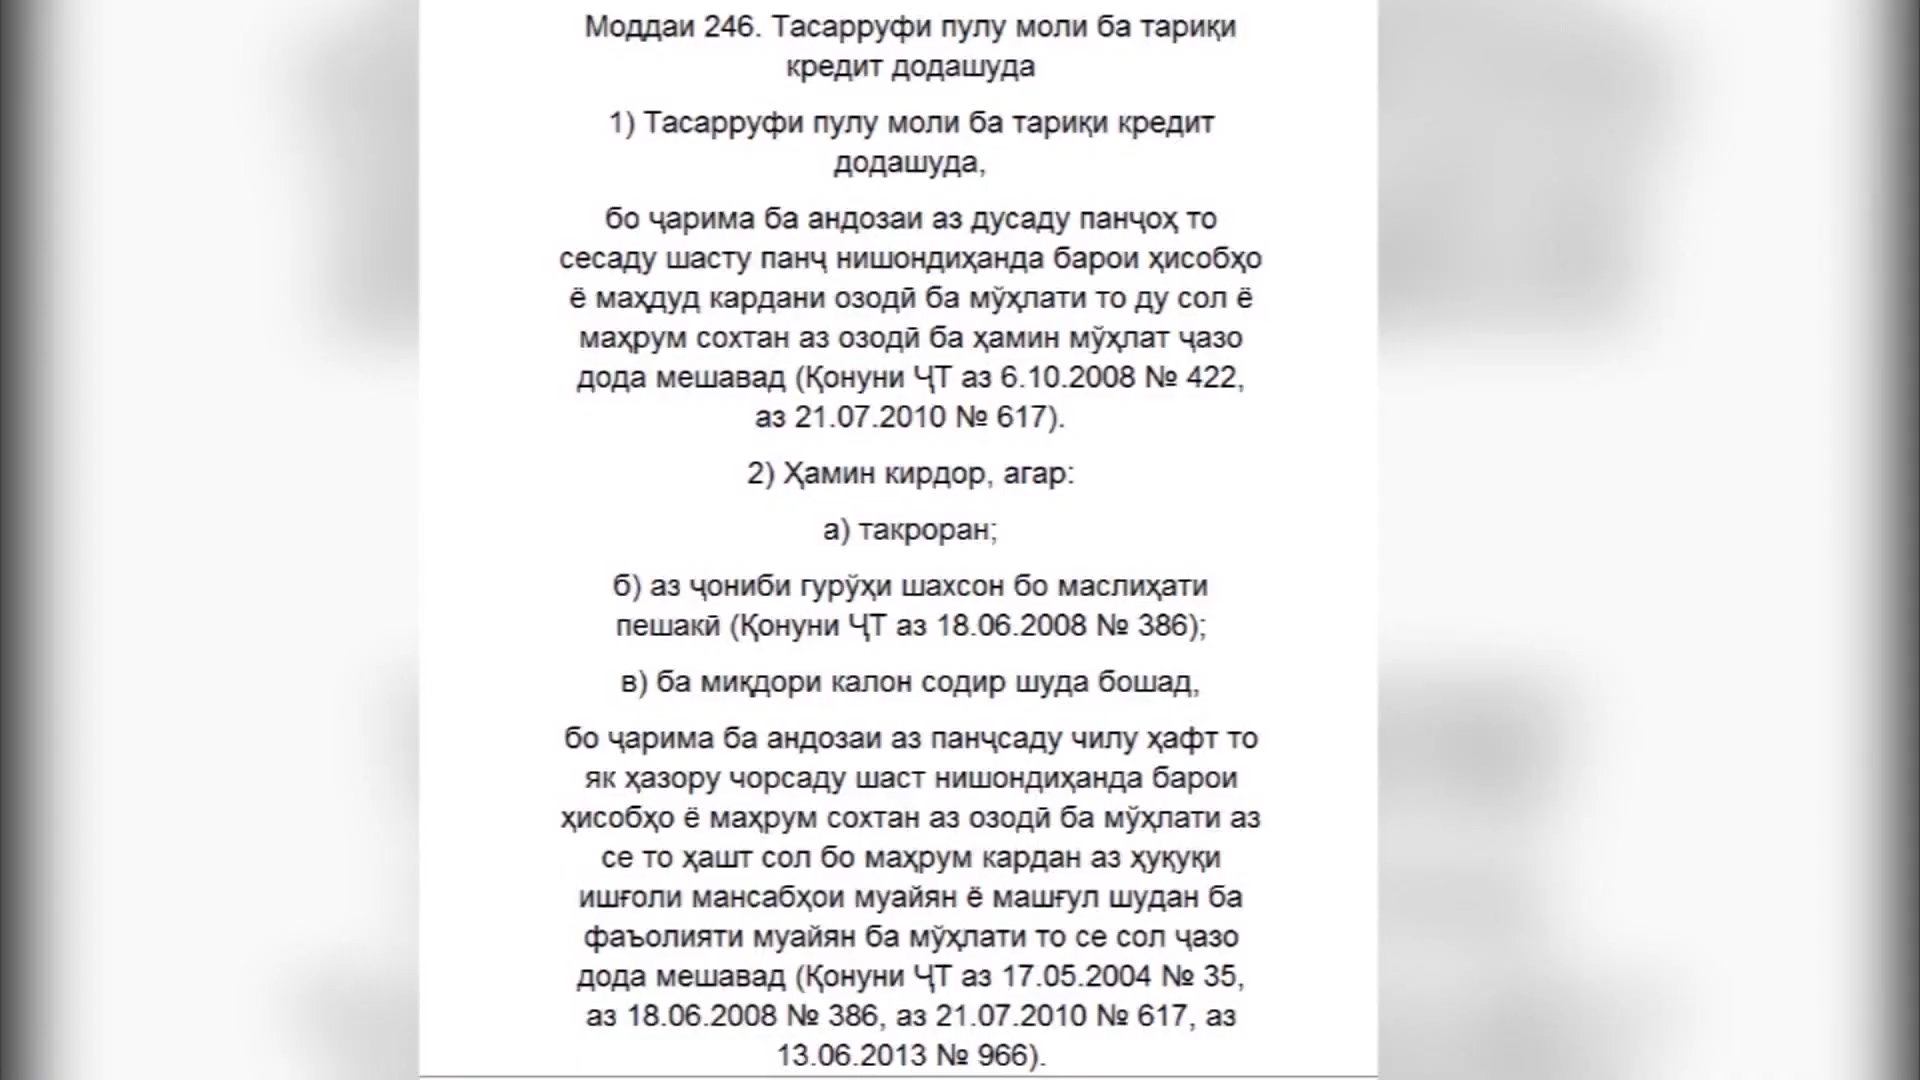 Моддаи 246. Тасарруфи пулу моли ба тариқи
кредит додашуда
1) Тасарруфи пулу моли ба тариқи кредит
додашуда,
бо ҷарима ба андозаи аз дусаду панҷоҳ то
сесаду шасту панҷ нишондиҳанда барои ҳисобҳо
ё маҳдуд кардани озодӣ ба мӯҳлати то ду сол ё
маҳрум сохтан аз озодӣ ба ҳамин мӯҳлат ҷазо
дода мешавад (Қонуни ҶТ аз 6.10.2008 № 422,
аз 21.07.2010 № 617).
2) Ҳамин кирдор, агар:
а) такроран;
б) аз ҷониби гурӯҳи шахсон бо маслиҳати
пешакӣ (Қонуни ҶТ аз 18.06.2008 № 386);
в) ба миқдори калон содир шуда бошад,
бо ҷарима ба андозаи аз панҷсаду чилу ҳафт то
як ҳазору чорсаду шаст нишондиҳанда барои
ҳисобҳо ё маҳрум сохтан аз озодӣ ба мӯҳлати аз
се то ҳашт сол бо маҳрум кардан аз ҳуқуқи
ишғоли мансабҳои муайян ё машғул шудан ба
фаъолияти муайян ба мӯҳлати то се сол ҷазо
дода мешавад (Қонуни ҶТ аз 17.05.2004 № 35,
аз 18.06.2008 № 386, аз 21.07.2010 № 617, аз
13.06.2013 № 966).